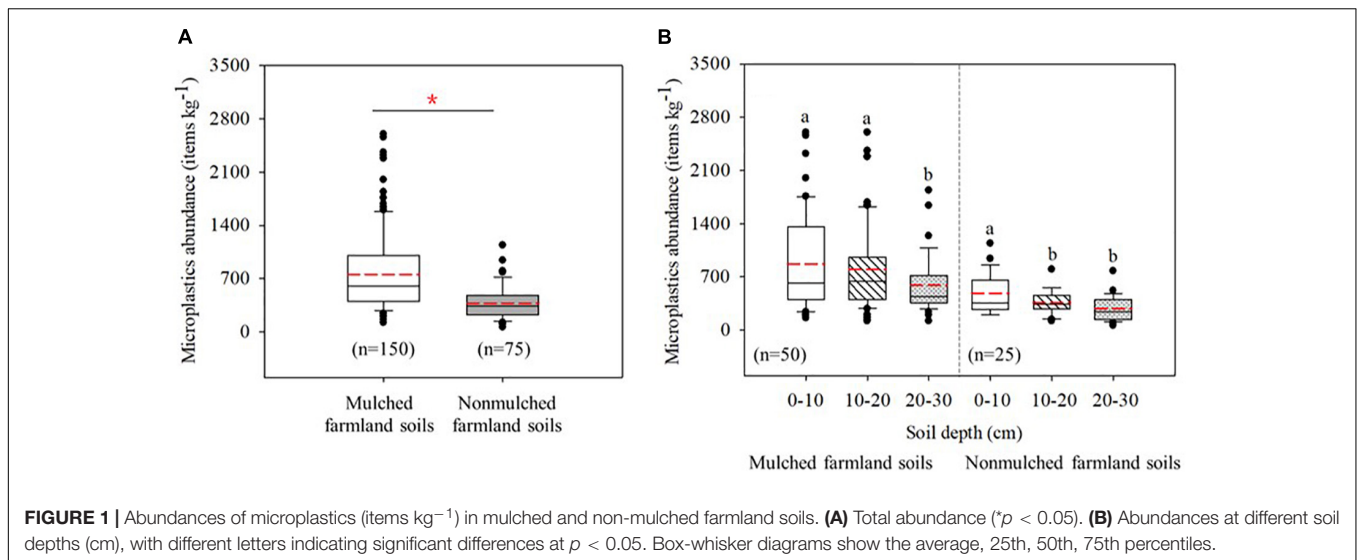 A
Microplastics abundance (items kg⁻¹)
3500
2800
2100
1400
700
0
*
(n=150)
(n=75)
Mulched
farmland soils
Nonmulched
farmland soils
B
Microplastics abundance (items kg⁻¹)
3500
2800
2100
1400
700
0
a
a
b
a
b
b
(n=50)
(n=25)
0-10
10-20
20-30
0-10
10-20
20-30
Soil depth (cm)
Mulched farmland soils
Nonmulched farmland soils
FIGURE 1 | Abundances of microplastics (items kg⁻¹) in mulched and non-mulched farmland soils. (A) Total abundance (*p < 0.05). (B) Abundances at different soil
depths (cm), with different letters indicating significant differences at p < 0.05. Box-whisker diagrams show the average, 25th, 50th, 75th percentiles.